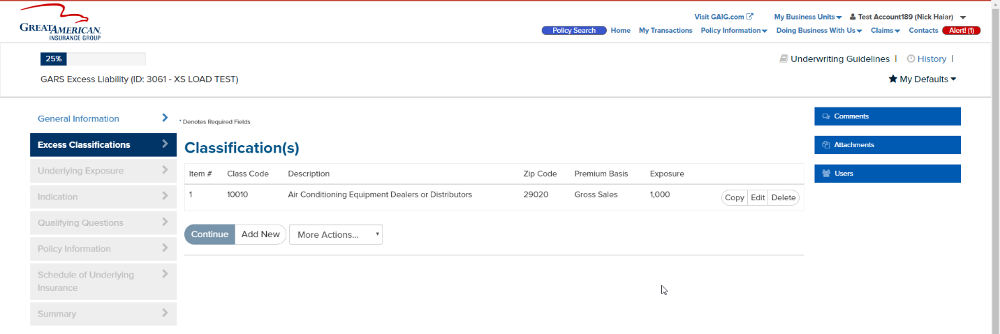 GREATAMERICAN.
INSURANCE GROUP
Visit GAIG.com My Business Units Test Account189 (Nick Haiar)
Policy Search Home My Transactions Policy Information Doing Business With Us Claims Contacts Alert! (1)
25%
Underwriting Guidelines | History |
GARS Excess Liability (ID: 3061 - XS LOAD TEST)
My Defaults
General Information
Excess Classifications
Underlying Exposure
Indication
Qualifying Questions
Policy Information
Schedule of Underlying
Insurance
Summary
* Denotes Required Fields
Classification(s)
Item # Class Code Description Zip Code Premium Basis Exposure
1 10010 Air Conditioning Equipment Dealers or Distributors 29020 Gross Sales 1,000 Copy Edit Delete
Continue Add New More Actions...
Comments
Attachments
Users